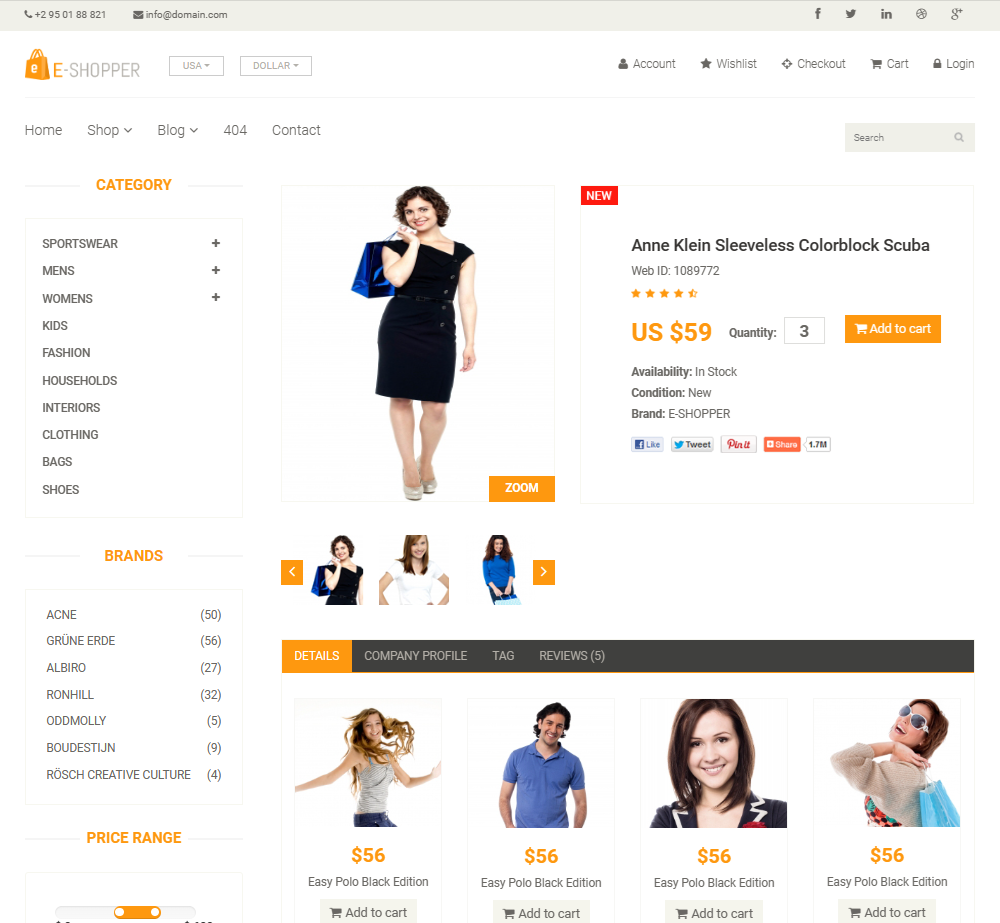 +2 95 01 88 821 info@domain.com
E-SHOPPER USA DOLLAR Account Wishlist Checkout Cart Login
Home Shop Blog 404 Contact
Search
CATEGORY
SPORTSWEAR
MENS
WOMENS
KIDS
FASHION
HOUSEHOLDS
INTERIORS
CLOTHING
BAGS
SHOES
BRANDS
ACNE (50)
GRÜNE ERDE (56)
ALBIRO (27)
RONHILL (32)
ODDMOLLY (5)
BOUDESTIJN (9)
RÖSCH CREATIVE CULTURE (4)
PRICE RANGE
ZOOM
NEW
Anne Klein Sleeveless Colorblock Scuba
Web ID: 1089772
US $59 Quantity: 3 Add to cart
Availability: In Stock
Condition: New
Brand: E-SHOPPER
Like Tweet Pin it Share 1.7M
DETAILS COMPANY PROFILE TAG REVIEWS (5)
$56 $56 $56 $56
Easy Polo Black Edition Easy Polo Black Edition Easy Polo Black Edition Easy Polo Black Edition
Add to cart Add to cart Add to cart Add to cart